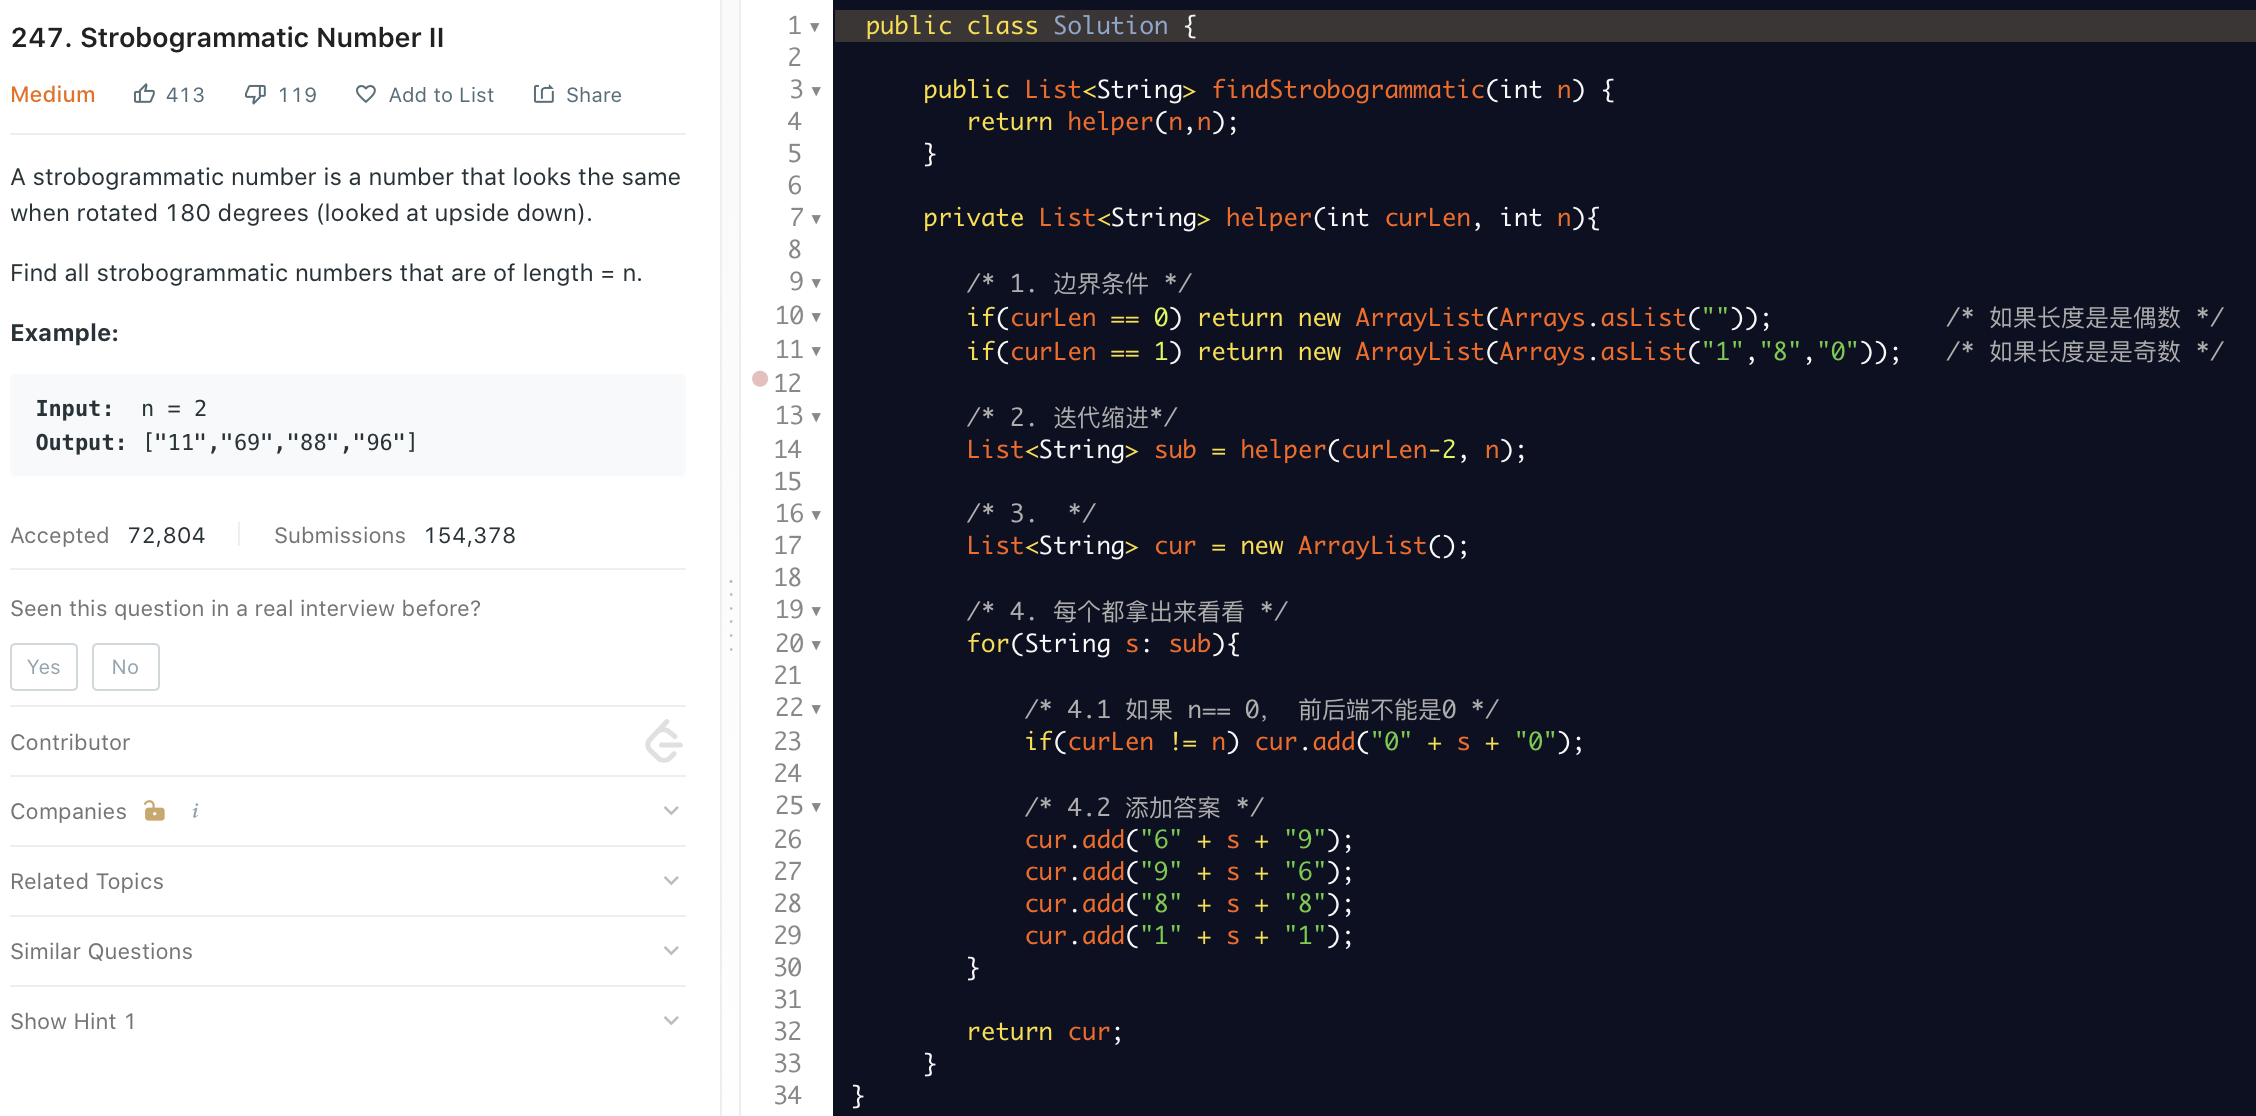 247. Strobogrammatic Number II
Medium 413 119 Add to List Share
A strobogrammatic number is a number that looks the same
when rotated 180 degrees (looked at upside down).
Find all strobogrammatic numbers that are of length = n.
Example:
Input: n = 2
Output: ["11","69","88","96"]
Accepted 72,804 Submissions 154,378
Seen this question in a real interview before?
Yes No
Contributor
Companies i
Related Topics
Similar Questions
Show Hint 1
1 public class Solution {
2
3 public List<String> findStrobogrammatic(int n) {
4 return helper(n,n);
5 }
6
7 private List<String> helper(int curLen, int n){
8
9 /* 1. 边界条件 */
10 if(curLen == 0) return new ArrayList(Arrays.asList("")); /* 如果长度是是偶数 */
11 if(curLen == 1) return new ArrayList(Arrays.asList("1","8","0")); /* 如果长度是是奇数 */
12
13 /* 2. 迭代缩进*/
14 List<String> sub = helper(curLen-2, n);
15
16 /* 3. */
17 List<String> cur = new ArrayList();
18
19 /* 4. 每个都拿出来看看 */
20 for(String s: sub){
21
22 /* 4.1 如果 n== 0, 前后端不能是0 */
23 if(curLen != n) cur.add("0" + s + "0");
24
25 /* 4.2 添加答案 */
26 cur.add("6" + s + "9");
27 cur.add("9" + s + "6");
28 cur.add("8" + s + "8");
29 cur.add("1" + s + "1");
30 }
31
32 return cur;
33 }
34 }